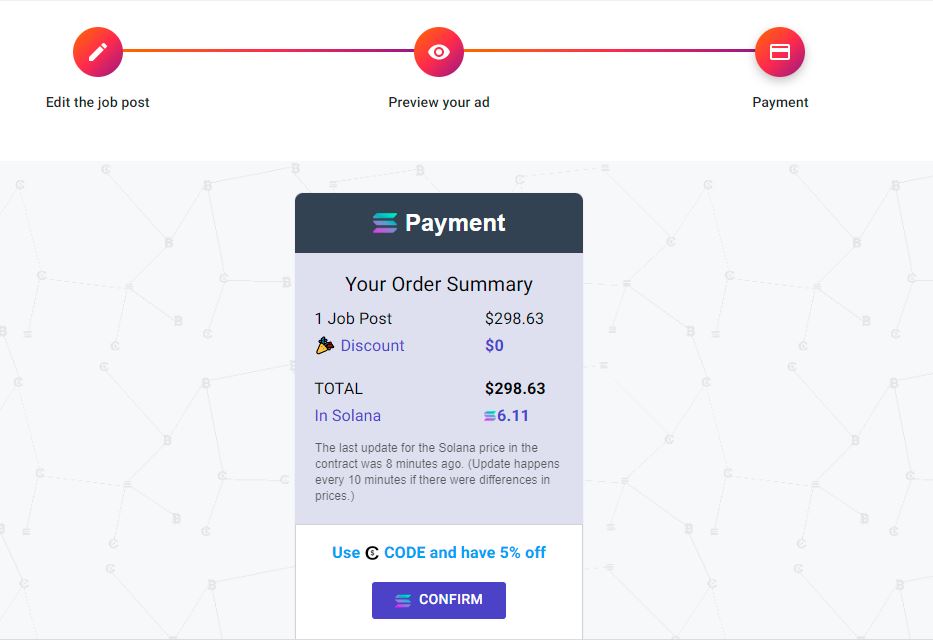 Edit the job post
Preview your ad
Payment
Payment
Your Order Summary
1 Job Post $298.63
Discount $0
TOTAL $298.63
In Solana 6.11
The last update for the Solana price in the
contract was 8 minutes ago. (Update happens
every 10 minutes if there were differences in
prices.)
Use CODE and have 5% off
CONFIRM